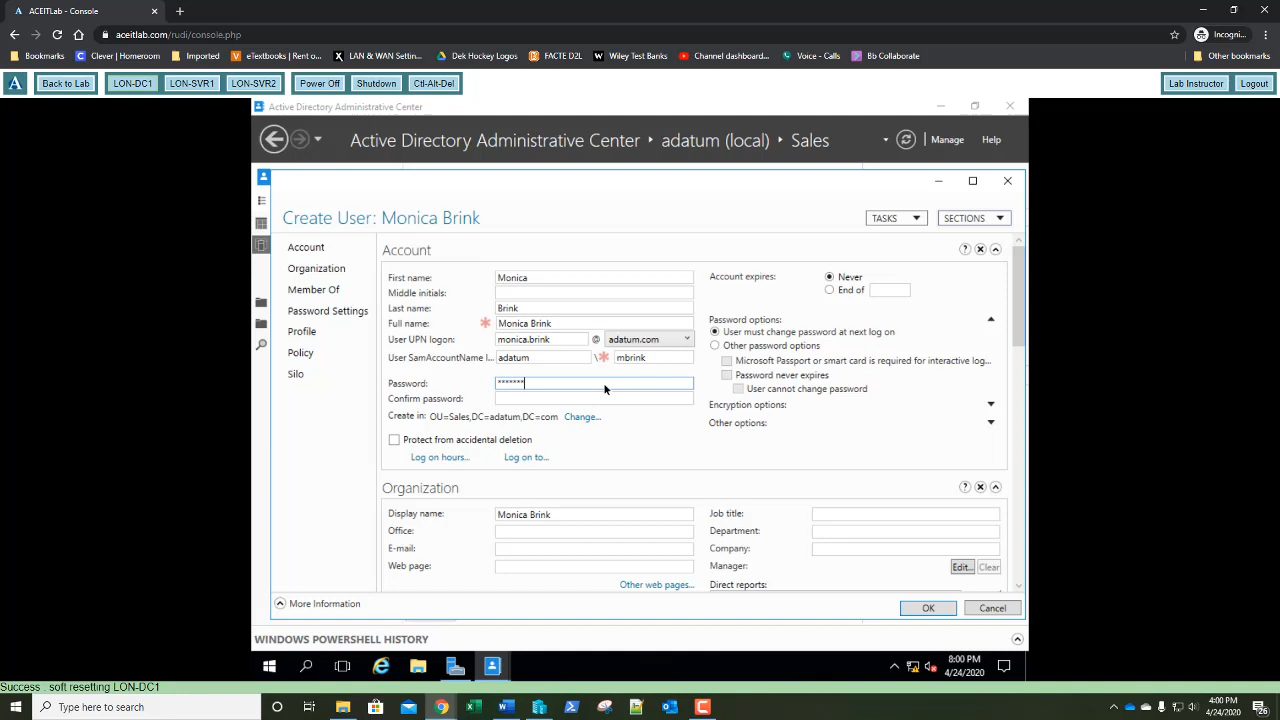 ACEITLab - Console
aceitlab.com/rudi/console.php
Incogni...
Bookmarks
Clever | Homeroom
Imported
eTextbooks | Rent o...
LAN & WAN Settin...
Dek Hockey Logos
FACTE D2L
Wiley Test Banks
Channel dashboard...
Voice - Calls
Bb Collaborate
Other bookmarks
Back to Lab
LON-DC1
LON-SVR1
LON-SVR2
Power Off
Shutdown
Ctl-Alt-Del
Lab Instructor
Logout
Active Directory Administrative Center
Active Directory Administrative Center
adatum (local)
Sales
Manage
Help
Create User: Monica Brink
TASKS
SECTIONS
Account
Organization
Member Of
Password Settings
Profile
Policy
Silo
Account
First name: Monica
Middle initials:
Last name: Brink
Full name: Monica Brink
User UPN logon: monica.brink @ adatum.com
User SamAccountName l... adatum \ mbrink
Password: *******
Confirm password:
Create in: OU=Sales,DC=adatum,DC=com Change...
Protect from accidental deletion
Log on hours... Log on to...
Account expires: Never
End of
Password options:
User must change password at next log on
Other password options
Microsoft Passport or smart card is required for interactive log...
Password never expires
User cannot change password
Encryption options:
Other options:
Organization
Display name: Monica Brink
Office:
E-mail:
Web page:
Other web pages...
Job title:
Department:
Company:
Manager: Edit... Clear
Direct reports:
More Information
OK
Cancel
WINDOWS POWERSHELL HISTORY
8:00 PM
4/24/2020
Success : soft resetting LON-DC1
Type here to search
4:00 PM
4/24/2020
26